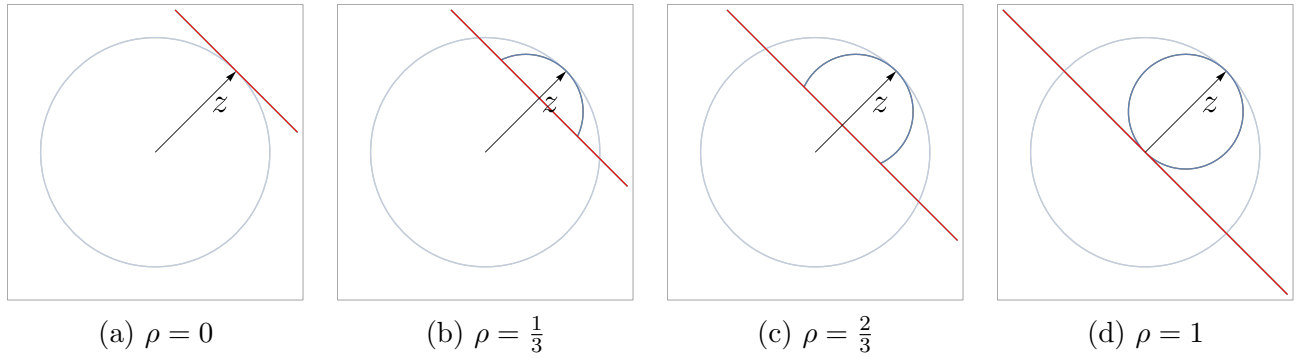 z z z z
(a) ρ = 0 (b) ρ = 1/3 (c) ρ = 2/3 (d) ρ = 1